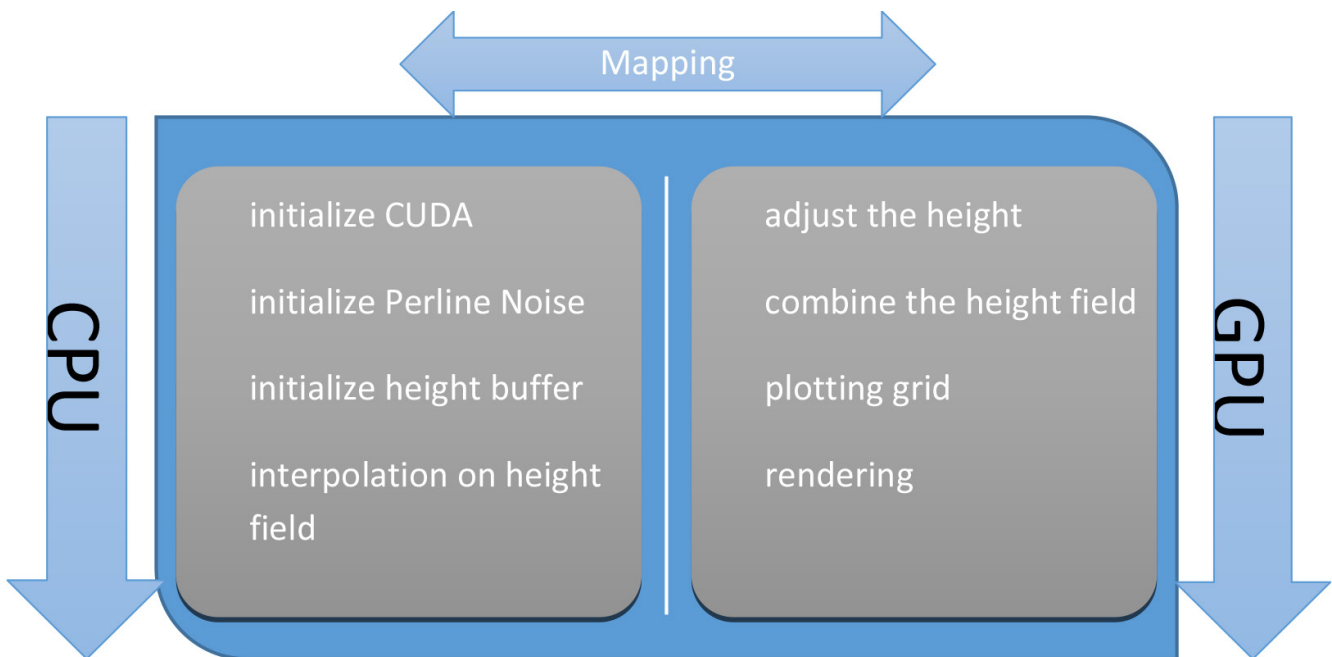 Mapping
CPU
initialize CUDA
initialize Perline Noise
initialize height buffer
interpolation on height
field
adjust the height
combine the height field
plotting grid
rendering
GPU